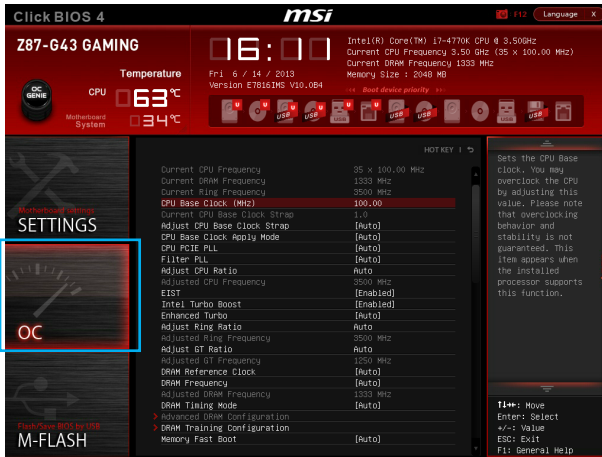 Click BIOS 4
msi
F12 Language X
Z87-G43 GAMING
16:11
Intel(R) Core(TM) i7-4770K CPU @ 3.50GHz
Current CPU Frequency 3.50 GHz (35 x 100.00 MHz)
Current DRAM Frequency 1333 MHz
Memory Size : 2048 MB
Temperature
Fri 6 / 14 / 2013
Version E7816IMS V10.0B4
Boot device priority
OC
GENIE
CPU 63°C
Motherboard
System 34°C
U U U U U
USB USB USB USB
HOT KEY
Motherboard settings
SETTINGS
OC
Flash/Save BIOS by USB
M-FLASH
Current CPU Frequency 35 x 100.00 MHz
Current DRAM Frequency 1333 MHz
Current Ring Frequency 3500 MHz
CPU Base Clock (MHz) 100.00
Current CPU Base Clock Strap 1.0
Adjust CPU Base Clock Strap [Auto]
CPU Base Clock Apply Mode [Auto]
CPU PCIE PLL [Auto]
Filter PLL [Auto]
Adjust CPU Ratio Auto
Adjusted CPU Frequency 3500 MHz
EIST [Enabled]
Intel Turbo Boost [Enabled]
Enhanced Turbo [Auto]
Adjust Ring Ratio Auto
Adjusted Ring Frequency 3500 MHz
Adjust GT Ratio Auto
Adjusted GT Frequency 1250 MHz
DRAM Reference Clock [Auto]
DRAM Frequency [Auto]
Adjusted DRAM Frequency 1333 MHz
DRAM Timing Mode [Auto]
> Advanced DRAM Configuration
> DRAM Training Configuration
Memory Fast Boot [Auto]
Sets the CPU Base
clock. You may
overclock the CPU
by adjusting this
value. Please note
that overclocking
behavior and
stability is not
guaranteed. This
item appears when
the installed
processor supports
this function.
↑↓→←: Move
Enter: Select
+/-: Value
ESC: Exit
F1: General Help